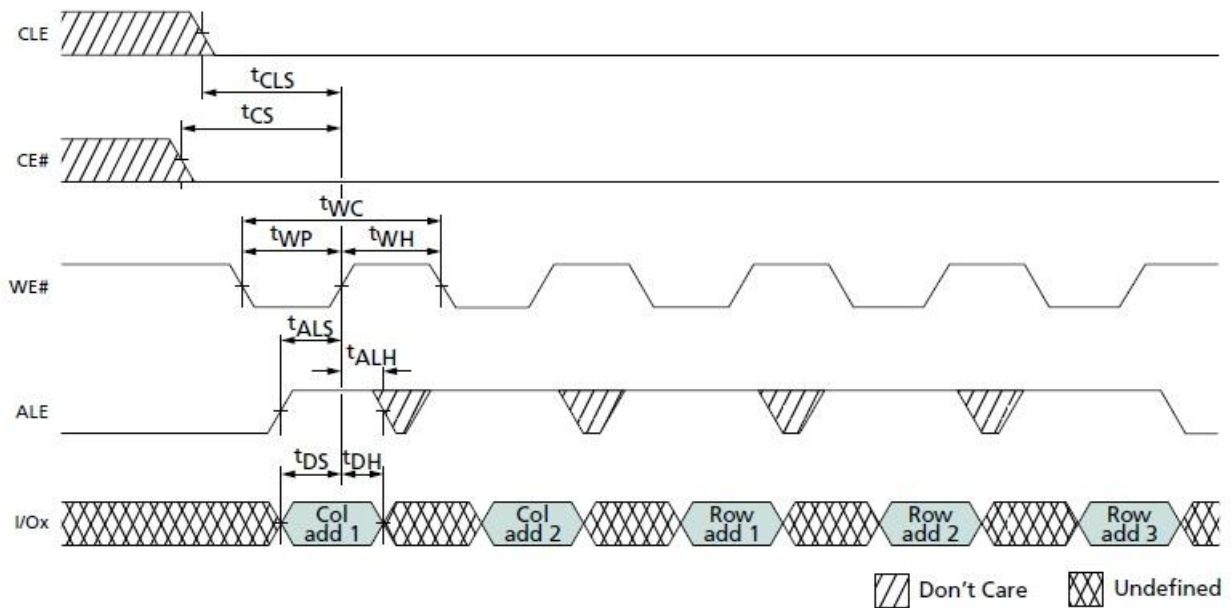 CLE
tCLS
tCS
CE#
tWC
tWP tWH
WE#
tALS
tALH
ALE
tDS tDH
I/Ox
Col add 1
Col add 2
Row add 1
Row add 2
Row add 3
Don't Care
Undefined